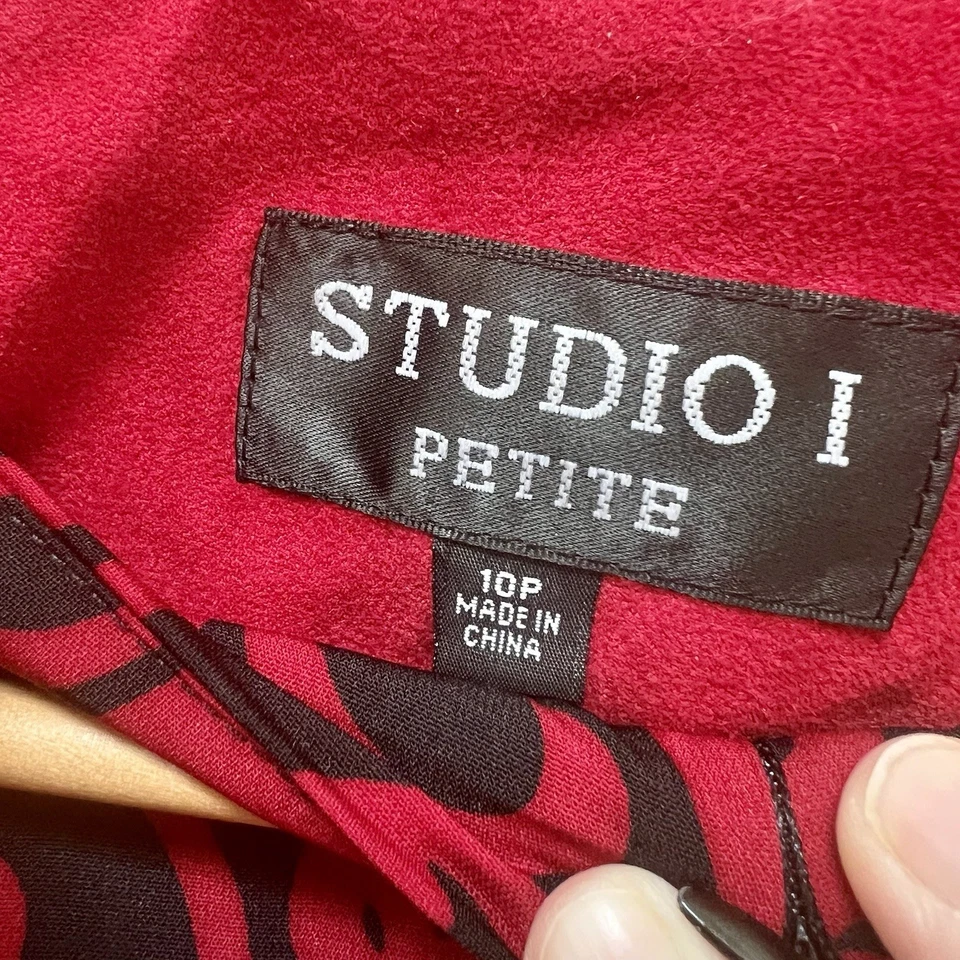 STUDIO I
PETITE
10P
MADE IN
CHINA